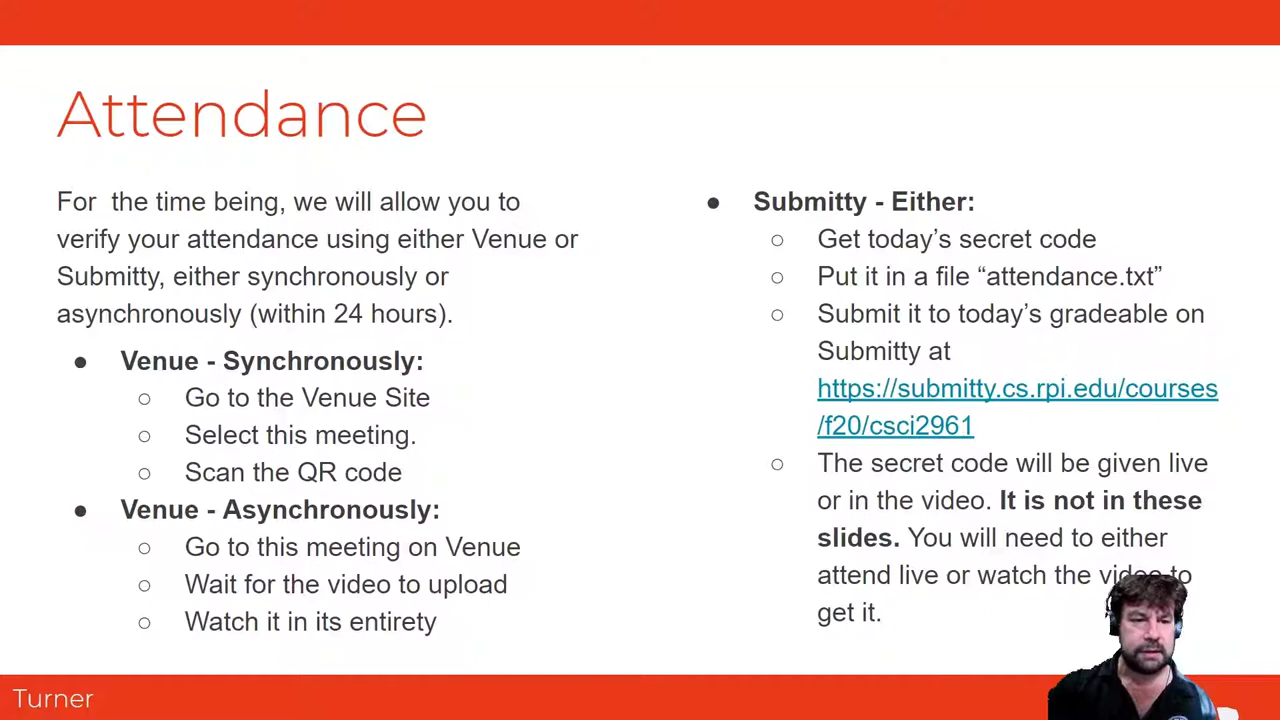 Attendance
For  the time being, we will allow you to
verify your attendance using either Venue or
Submitty, either synchronously or
asynchronously (within 24 hours).
● Venue - Synchronously:
○ Go to the Venue Site
○ Select this meeting.
○ Scan the QR code
● Venue - Asynchronously:
○ Go to this meeting on Venue
○ Wait for the video to upload
○ Watch it in its entirety
● Submitty - Either:
○ Get today’s secret code
○ Put it in a file “attendance.txt”
○ Submit it to today’s gradeable on
Submitty at
https://submitty.cs.rpi.edu/courses
/f20/csci2961
○ The secret code will be given live
or in the video. It is not in these
slides. You will need to either
attend live or watch the video to
get it.
Turner